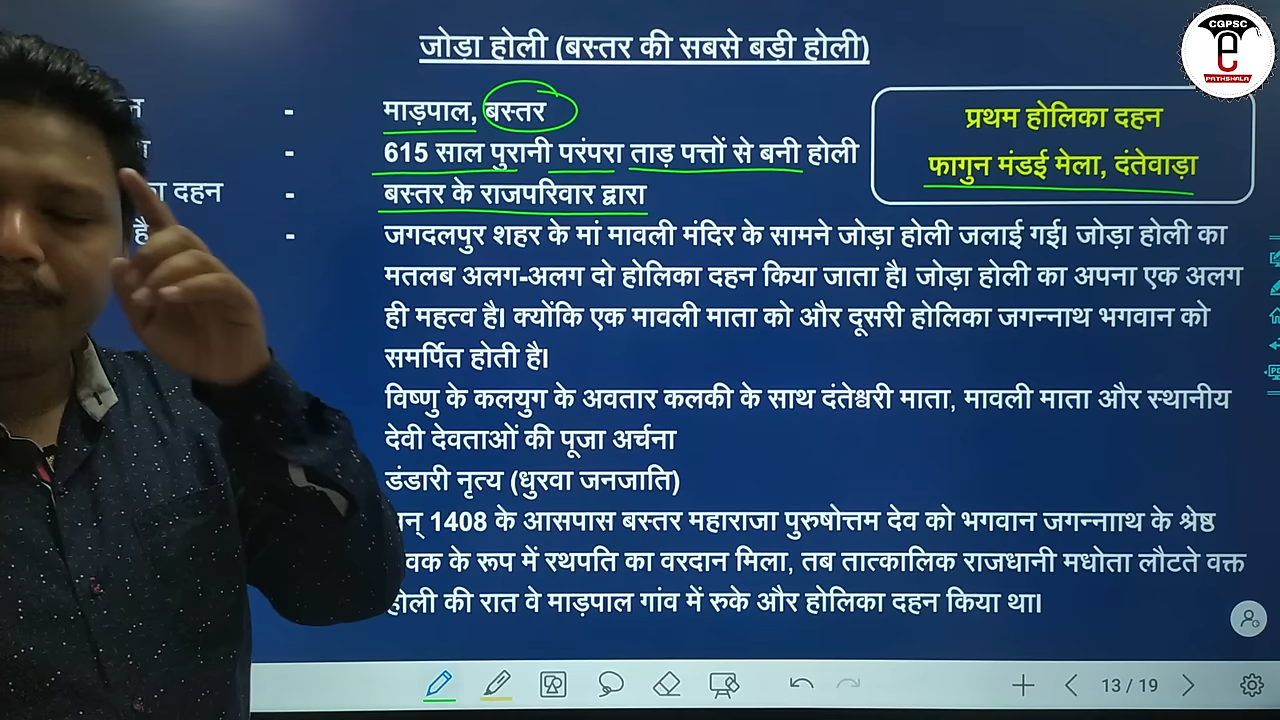 जोड़ा होली (बस्तर की सबसे बड़ी होली)
CGPSC
e
PATHSHALA
- माड़पाल, बस्तर
- 615 साल पुरानी परंपरा ताड़ पत्तों से बनी होली
दहन - बस्तर के राजपरिवार द्वारा
प्रथम होलिका दहन
फागुन मंडई मेला, दंतेवाड़ा
है - जगदलपुर शहर के मां मावली मंदिर के सामने जोड़ा होली जलाई गई। जोड़ा होली का
मतलब अलग-अलग दो होलिका दहन किया जाता है। जोड़ा होली का अपना एक अलग
ही महत्व है। क्योंकि एक मावली माता को और दूसरी होलिका जगन्नाथ भगवान को
समर्पित होती है।
विष्णु के कलयुग के अवतार कलकी के साथ दंतेश्वरी माता, मावली माता और स्थानीय
देवी देवताओं की पूजा अर्चना
डंडारी नृत्य (धुरवा जनजाति)
1408 के आसपास बस्तर महाराजा पुरुषोत्तम देव को भगवान जगन्नााथ के श्रेष्ठ
के रूप में रथपति का वरदान मिला, तब तात्कालिक राजधानी मधोता लौटते वक्त
होली की रात वे माड़पाल गांव में रुके और होलिका दहन किया था।
13 / 19